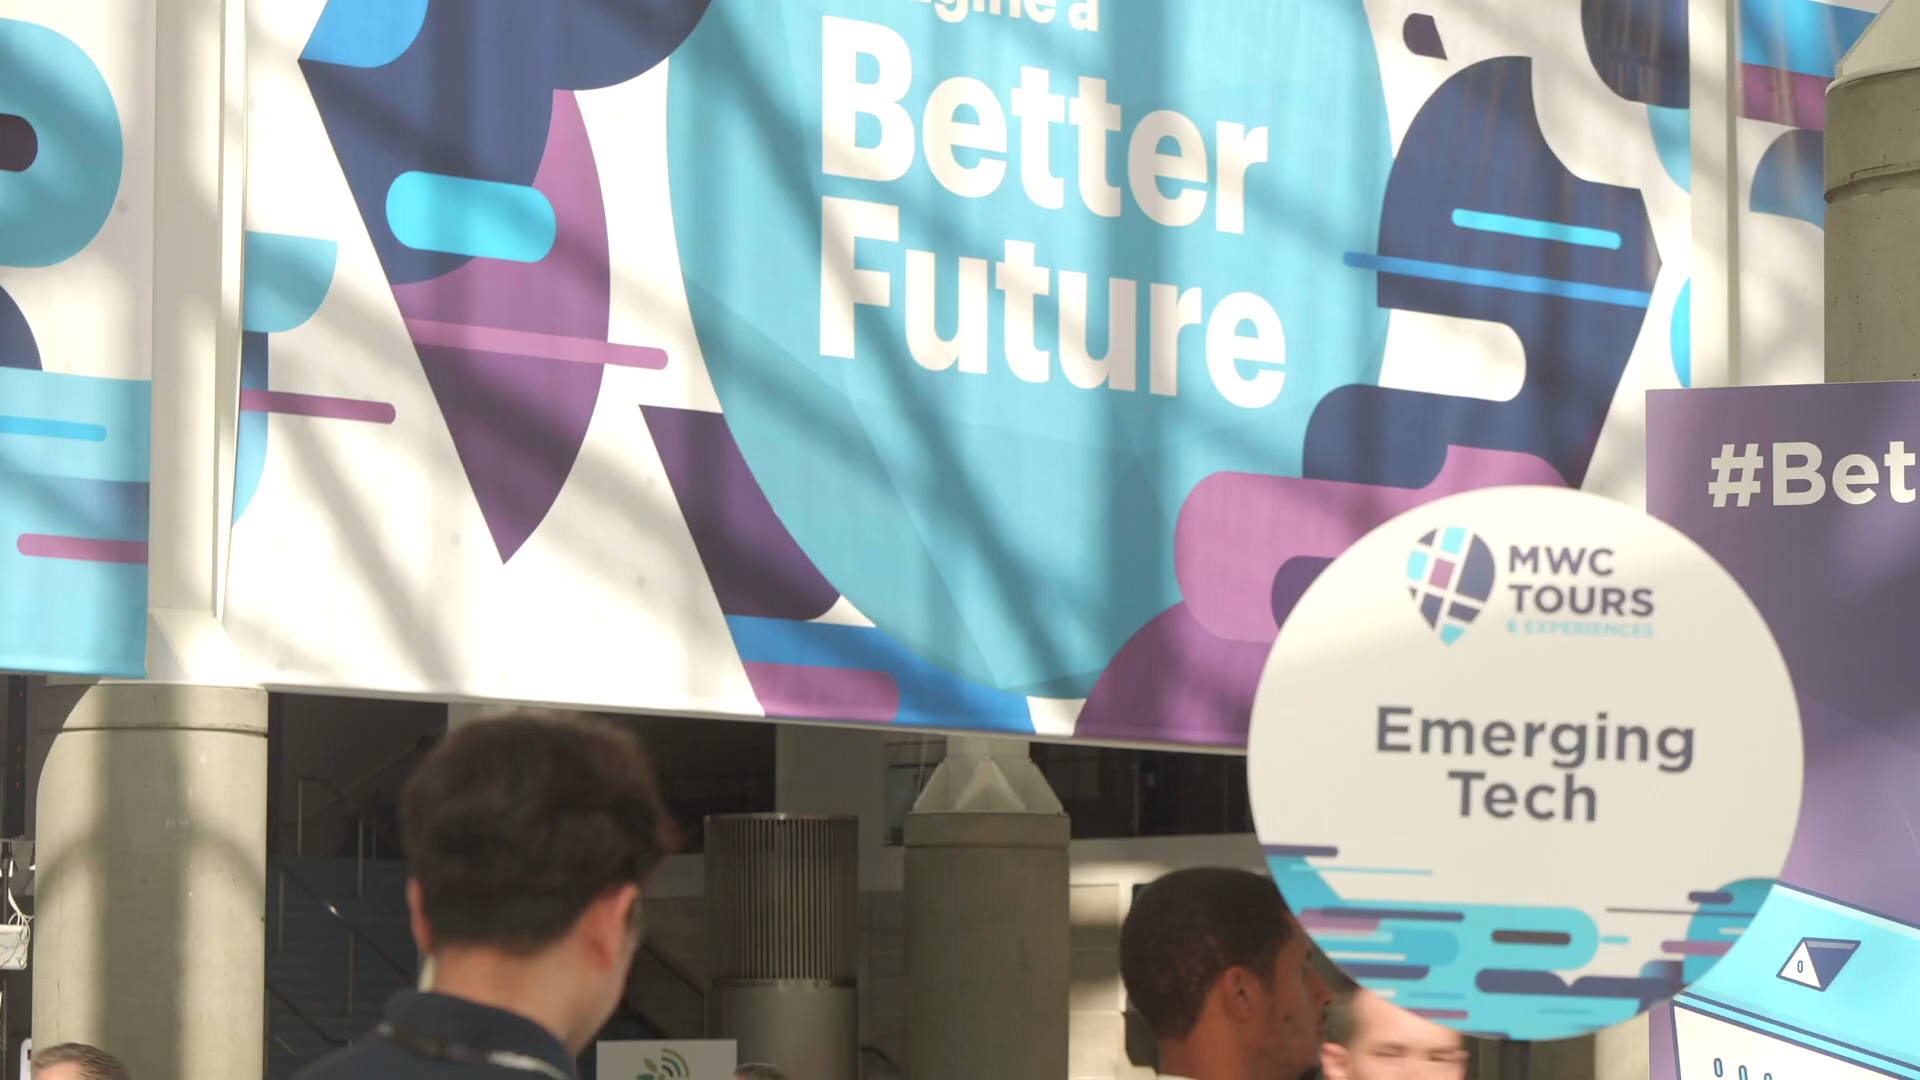 a
Better
Future
#Bet
MWC
TOURS
& EXPERIENCES
Emerging
Tech